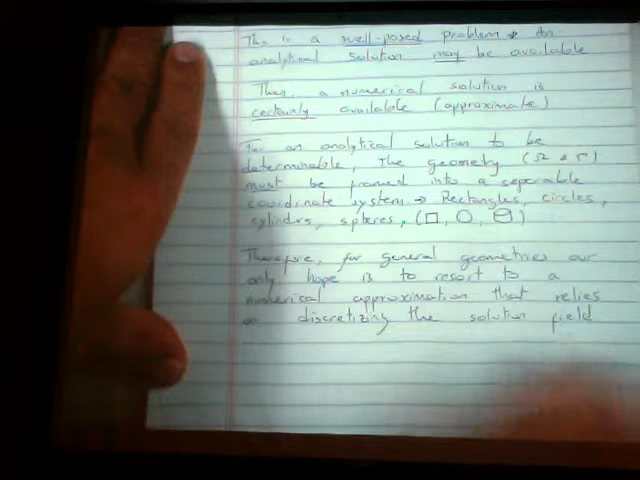 This is a well-posed problem → An
analytical solution may be available
Then, a numerical solution is
certainly available (approximate)
For an analytical solution to be
determinable, The geometry (Ω & Γ)
must be framed into a seperable
coordinate system → Rectangles, circles,
sylinders, spheres, (□, ○, )
Therefore, for general geometries our
only hope is to resort to a
numerical approximation that relies
on discretizing the solution field